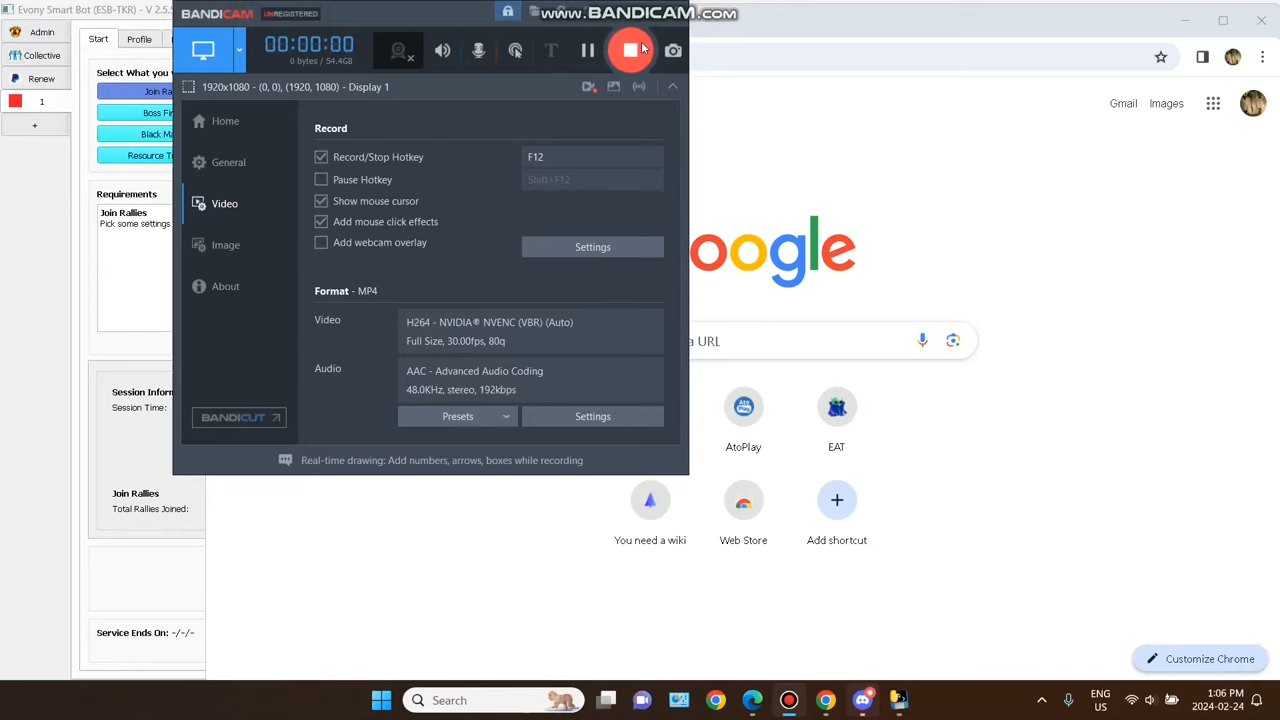 Evony Smart Bot (ESB-TKR) - V 2.5.5
BANDICAM UNREGISTERED
www.BANDICAM.com
Admin
Collective
Renew
1
+
Start
Profile
Select What you
Join Ra
Boss Fin
Black Ma
Resource T
Requirements
Join Rallies
Pick some settings
Session Inform
Session Time:
Join Rallies
Total Rallies Joined:
Service Ends On: -/-/-
00:00:00
0 bytes / 54.4GB
1920x1080 - (0, 0), (1920, 1080) - Display 1
Home
General
Video
Image
About
BANDICUT
Record
Record/Stop Hotkey
F12
Pause Hotkey
Shift+F12
Show mouse cursor
Add mouse click effects
Add webcam overlay
Settings
Format - MP4
Video
H264 - NVIDIA® NVENC (VBR) (Auto)
Full Size, 30.00fps, 80q
Audio
AAC - Advanced Audio Coding
48.0KHz, stereo, 192kbps
Presets
Settings
Real-time drawing: Add numbers, arrows, boxes while recording
Gmail
Images
oogle
a URL
AtoPlay
EAT
You need a wiki
Web Store
Add shortcut
Customize Chrome
Search
ENG
US
1:06 PM
2024-02-24